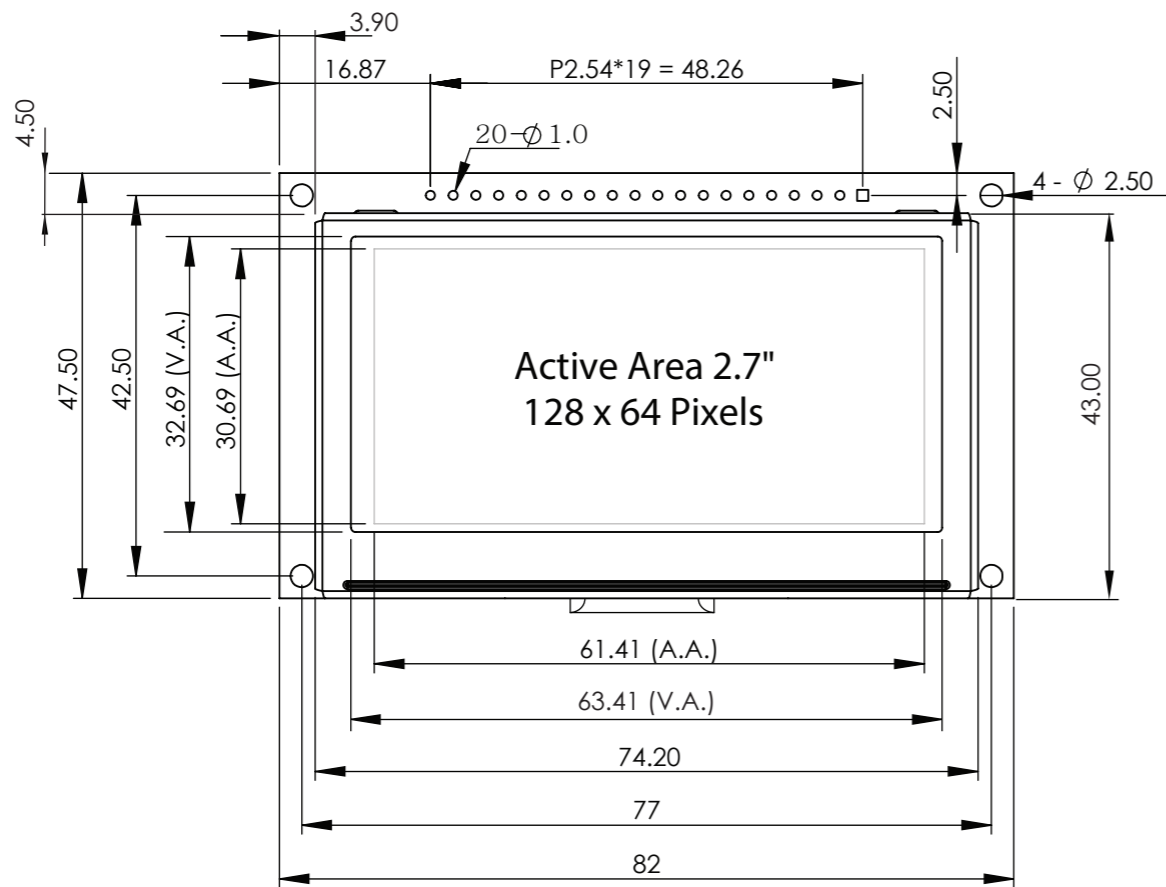 3.90
16.87
P2.54*19 = 48.26
2.50
4.50
20-⌀ 1.0
4 - ⌀ 2.50
47.50
42.50
32.69 (V.A.)
30.69 (A.A.)
Active Area 2.7"
128 x 64 Pixels
43.00
61.41 (A.A.)
63.41 (V.A.)
74.20
77
82